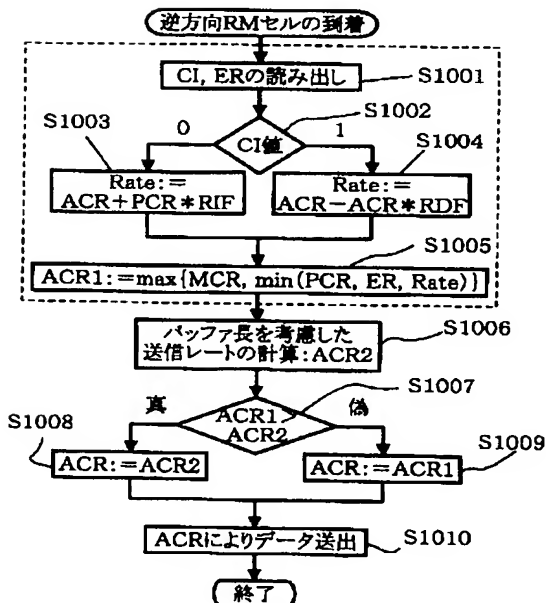 逆方向RMセルの到着
CI, ERの読み出し
S1001
S1002
S1003
0
CI値
1
S1004
Rate:=
ACR+PCR*RIF
Rate:=
ACR−ACR*RDF
S1005
ACR1:=max{MCR, min(PCR, ER, Rate)}
バッファ長を考慮した
送信レートの計算:ACR2
S1006
S1007
真
ACR1>
ACR2
偽
S1008
ACR:=ACR2
ACR:=ACR1
S1009
ACRによりデータ送出
S1010
終了